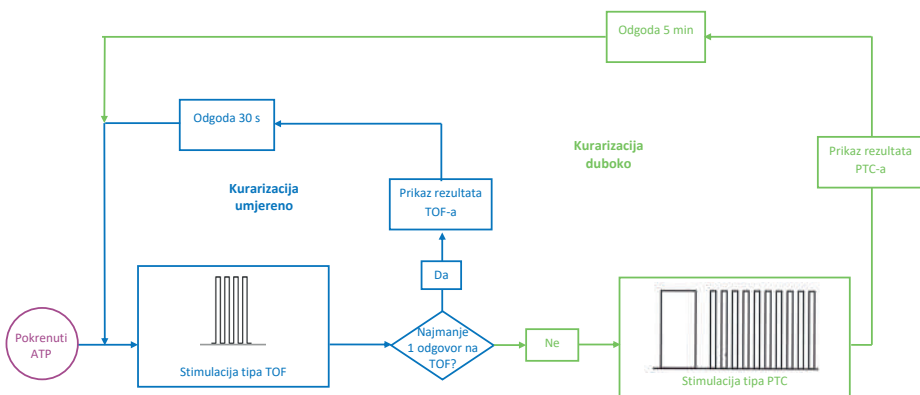 Odgoda 5 min
Odgoda 30 s
Kurarizacija
duboko
Prikaz rezultata
PTC-a
Kurarizacija
umjereno
Prikaz rezultata
TOF-a
Da
Pokrenuti
ATP
Najmanje
1 odgovor na
TOF?
Ne
Stimulacija tipa TOF
Stimulacija tipa PTC